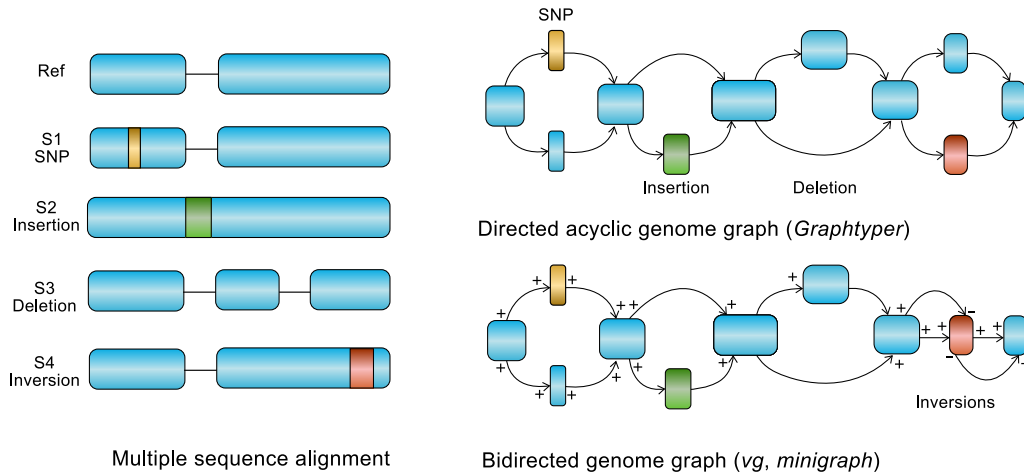 Ref
S1
SNP
S2
Insertion
S3
Deletion
S4
Inversion
Multiple sequence alignment
SNP
Insertion
Deletion
Directed acyclic genome graph (Graphtyper)
+ + + + + + + + + + + + + + + - + + + + - -
Inversions
Bidirected genome graph (vg, minigraph)